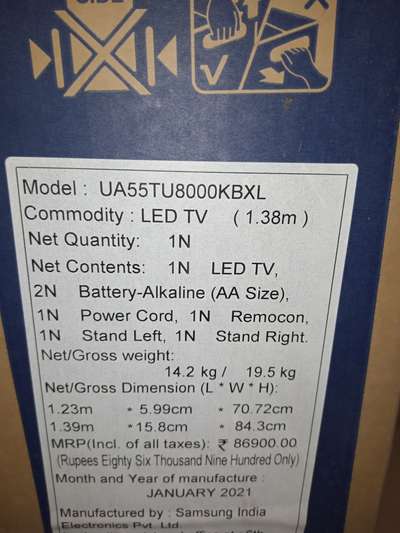 SIDE
Model : UA55TU8000KBXL
Commodity : LED TV ( 1.38m )
Net Quantity: 1N
Net Contents: 1N LED TV,
2N Battery-Alkaline (AA Size),
1N Power Cord, 1N Remocon,
1N Stand Left, 1N Stand Right.
Net/Gross weight:
14.2 kg / 19.5 kg
Net/Gross Dimension (L * W * H):
1.23m * 5.99cm * 70.72cm
1.39m * 15.8cm * 84.3cm
MRP(Incl. of all taxes): ₹ 86900.00
(Rupees Eighty Six Thousand Nine Hundred Only)
Month and Year of manufacture :
JANUARY 2021
Manufactured by : Samsung India
Electronics Pvt. Ltd.